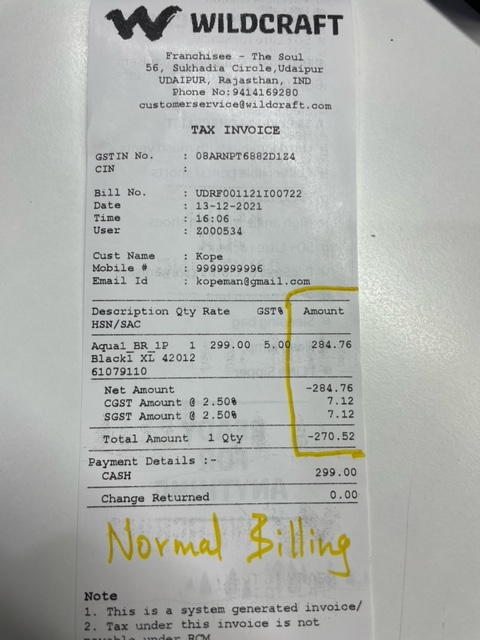 WILDCRAFT
Franchisee - The Soul
56, Sukhadia Circle,Udaipur
UDAIPUR, Rajasthan, IND
Phone No:9414169280
customerservice@wildcraft.com
TAX INVOICE
GSTIN No. : 08ARNPT6882D1Z4
CIN :
Bill No. : UDRF001121I00722
Date : 13-12-2021
Time : 16:06
User : Z000534
Cust Name : Kope
Mobile # : 9999999996
Email Id : kopeman@gmail.com
Description Qty Rate GST% Amount
HSN/SAC
Aqua1_BR_1P 1 299.00 5.00 284.76
Black1 XL 42012
61079110
Net Amount -284.76
CGST Amount @ 2.50% 7.12
SGST Amount @ 2.50% 7.12
Total Amount 1 Qty -270.52
Payment Details :-
CASH 299.00
Change Returned 0.00
Normal Billing
Note
1. This is a system generated invoice/
2. Tax under this invoice is not
payable under RCM